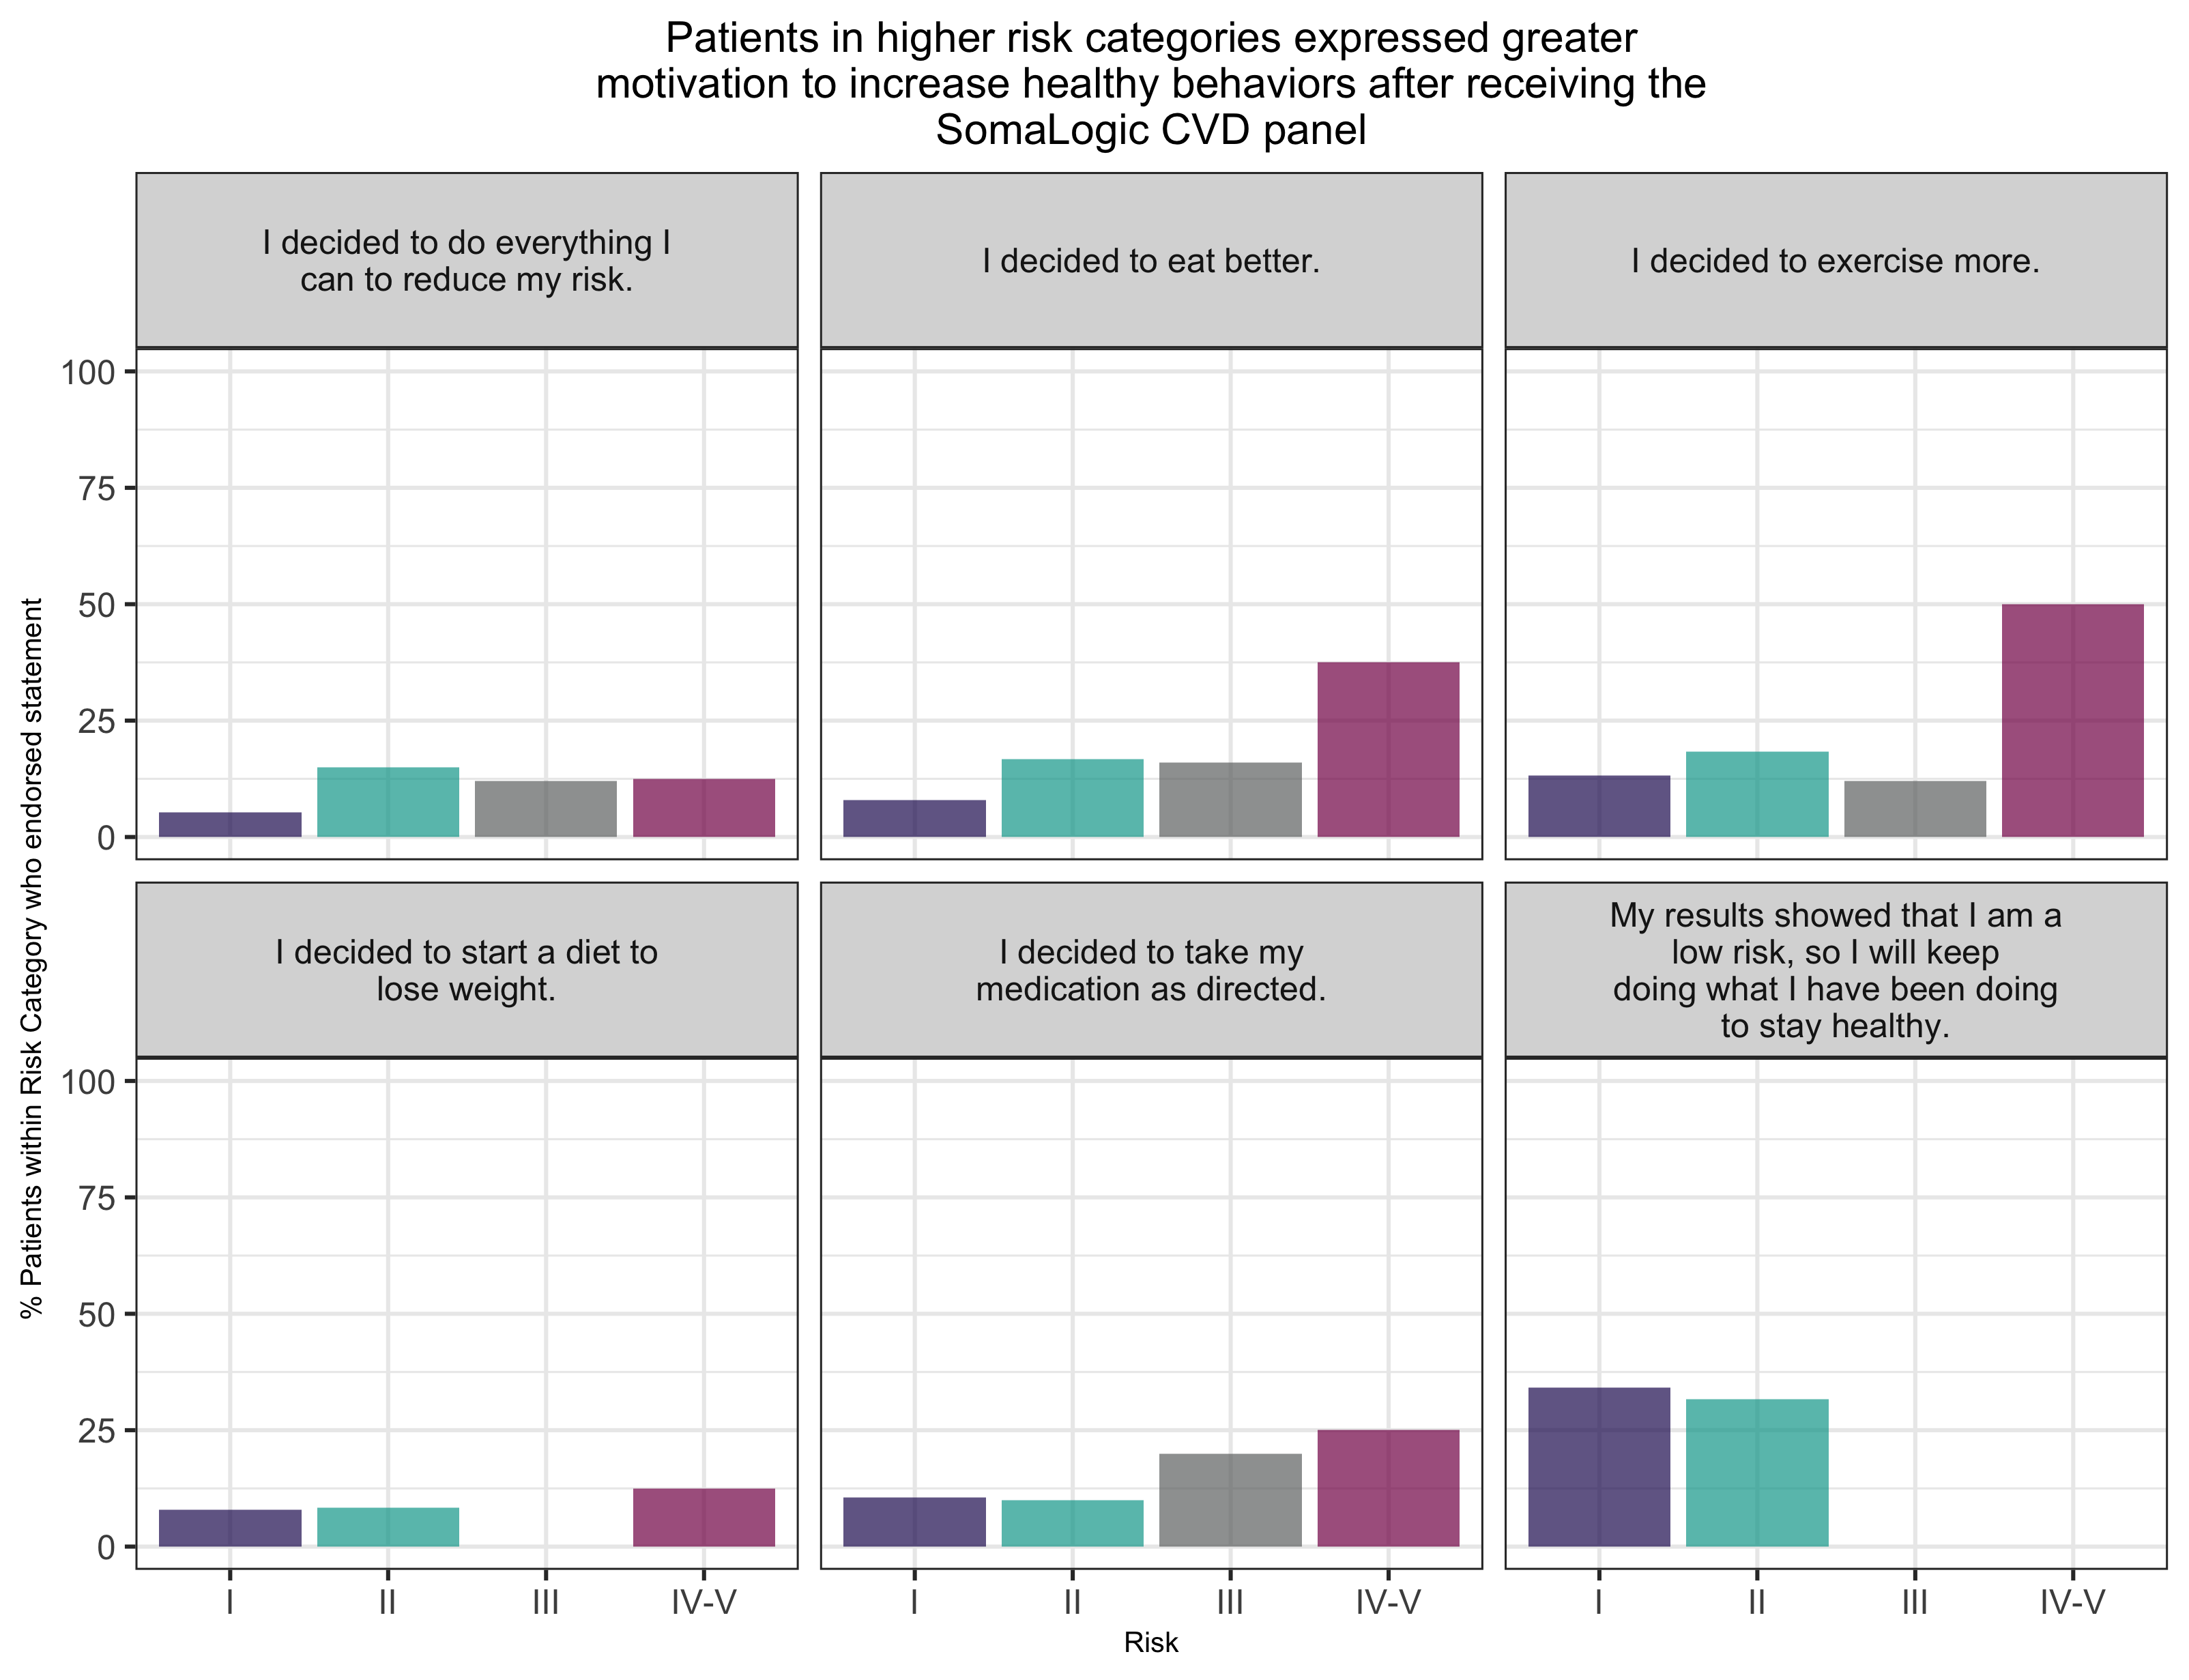 Patients in higher risk categories expressed greater
motivation to increase healthy behaviors after receiving the
SomaLogic CVD panel
I decided to do everything I
can to reduce my risk.
I decided to eat better.
I decided to exercise more.
100
75
50
25
0
% Patients within Risk Category who endorsed statement
I decided to start a diet to
lose weight.
I decided to take my
medication as directed.
My results showed that I am a
low risk, so I will keep
doing what I have been doing
to stay healthy.
100
75
50
25
0
I II III IV-V
I II III IV-V
I II III IV-V
Risk